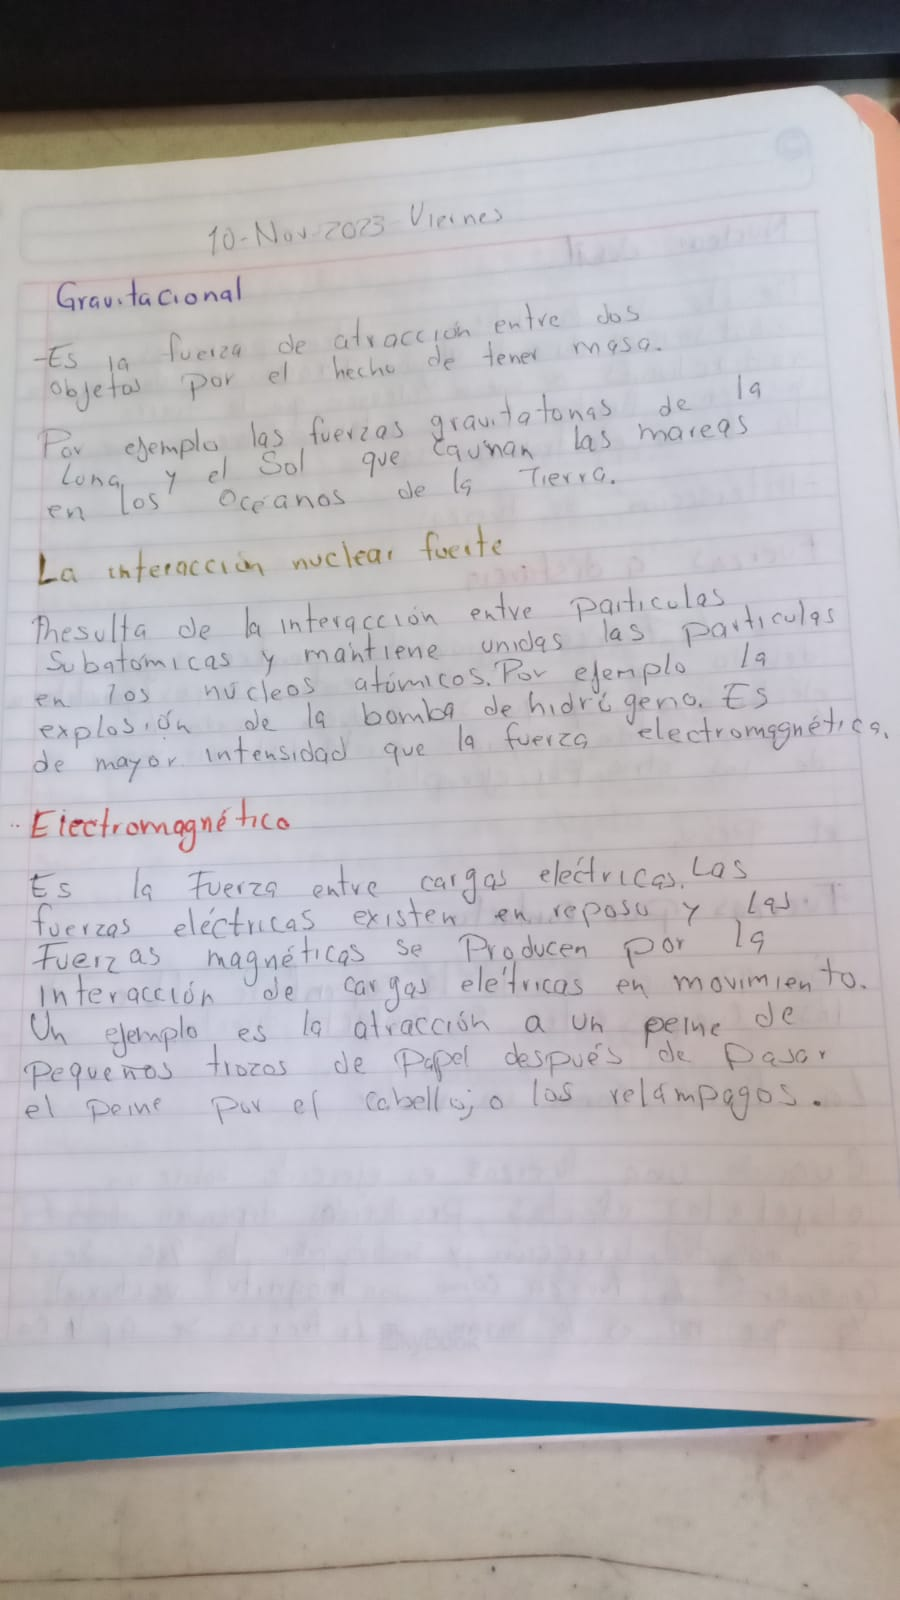 10-Nov-2023-Viernes
Gravitacional
-Es la fuerza de atracción entre dos
objetos por el hecho de tener masa.
Por ejemplo las fuerzas gravitatonas de la
Luna y el Sol que caunan las mareas
en los Océanos de la Tierra.
La interacción nuclear fuerte
Resulta de la interacción entre particulas
Subatómicas y mantiene unidas las particulas
en los núcleos atómicos. Por ejemplo la
explosión de la bomba de hidrógeno. Es
de mayor intensidad que la fuerza electromagnética.
Electromagnético
Es la Fuerza entre cargas eléctricas. Las
fuerzas eléctricas existen en reposo y las
Fuerzas magnéticas se Producen por la
interacción de cargas elétricas en movimiento.
Un ejemplo es la atracción a un peine de
Pequeños trozos de Papel después de pasar
el peine por el cabello, o los relámpagos.